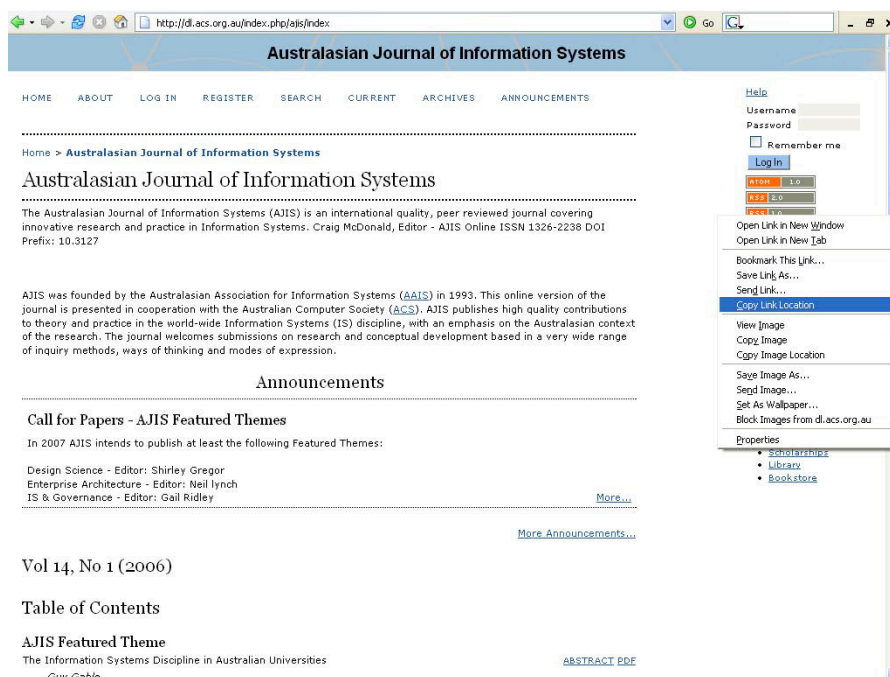 http://dl.acs.org.au/index.php/ajis/index
Go
G
Australasian Journal of Information Systems
HOME ABOUT LOG IN REGISTER SEARCH CURRENT ARCHIVES ANNOUNCEMENTS
Home > Australasian Journal of Information Systems
Australasian Journal of Information Systems
The Australasian Journal of Information Systems (AJIS) is an international quality, peer reviewed journal covering
innovative research and practice in Information Systems. Craig McDonald, Editor - AJIS Online ISSN 1326-2238 DOI
Prefix: 10.3127
AJIS was founded by the Australasian Association for Information Systems (AAIS) in 1993. This online version of the
journal is presented in cooperation with the Australian Computer Society (ACS). AJIS publishes high quality contributions
to theory and practice in the world-wide Information Systems (IS) discipline, with an emphasis on the Australasian context
of the research. The journal welcomes submissions on research and conceptual development based in a very wide range
of inquiry methods, ways of thinking and modes of expression.
Announcements
Call for Papers - AJIS Featured Themes
In 2007 AJIS intends to publish at least the following Featured Themes:
Design Science - Editor: Shirley Gregor
Enterprise Architecture - Editor: Neil lynch
IS & Governance - Editor: Gail Ridley
More...
More Announcements...
Vol 14, No 1 (2006)
Table of Contents
AJIS Featured Theme
The Information Systems Discipline in Australian Universities
ABSTRACT PDF
Guy Gable
Help
Username
Password
Remember me
Log In
ATOM 1.0
RSS 2.0
RSS 1.0
Open Link in New Window
Open Link in New Tab
Bookmark This Link...
Save Link As...
Send Link...
Copy Link Location
View Image
Copy Image
Copy Image Location
Save Image As...
Send Image...
Set As Wallpaper...
Block Images from dl.acs.org.au
Properties
Scholarships
Library
Bookstore